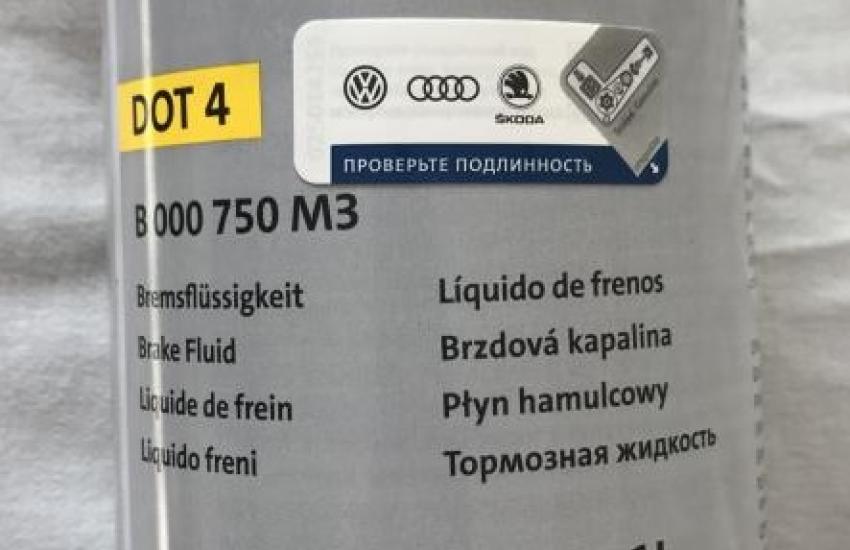 DOT 4
ŠKODA
ПРОВЕРЬТЕ ПОДЛИННОСТЬ
B 000 750 M3
Bremsflüssigkeit
Brake Fluid
Liquide de frein
Liquido freni
Líquido de frenos
Brzdová kapalina
Płyn hamulcowy
Тормозная жидкость